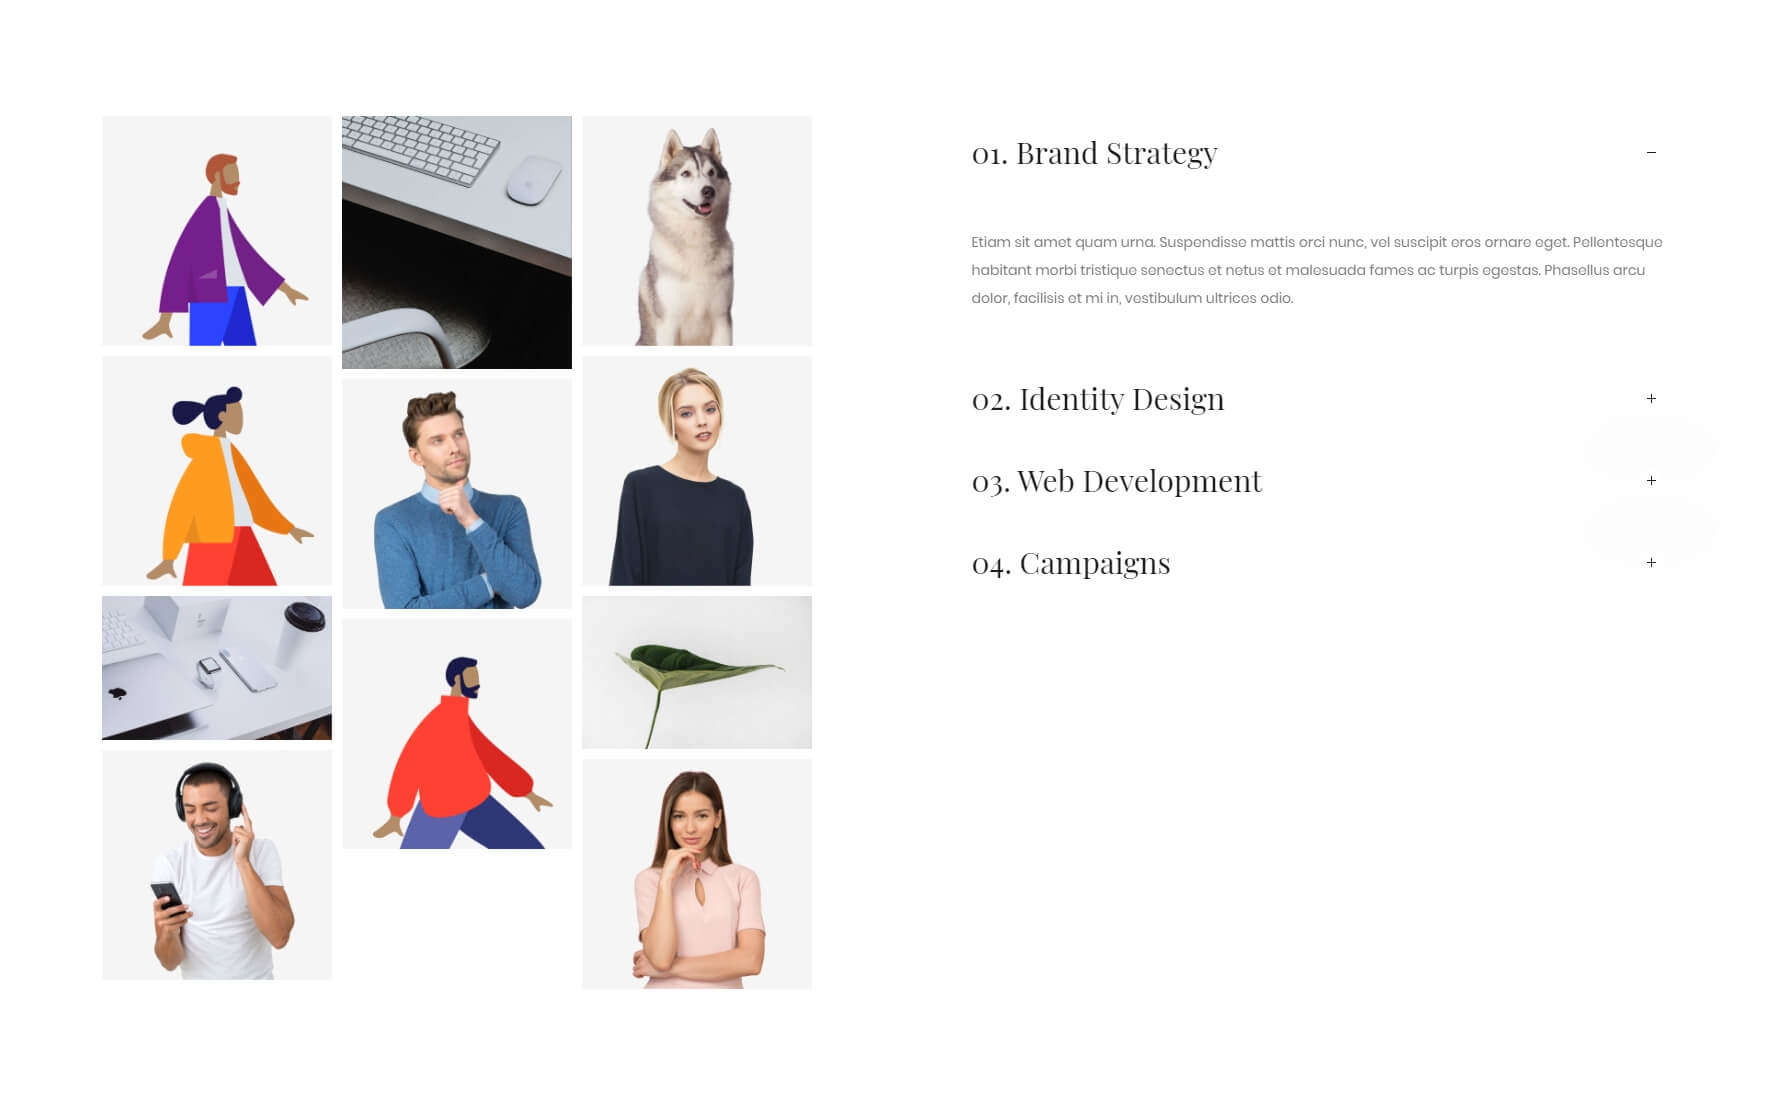 01. Brand Strategy
Etiam sit amet quam urna. Suspendisse mattis orci nunc, vel suscipit eros ornare eget. Pellentesque
habitant morbi tristique senectus et netus et malesuada fames ac turpis egestas. Phasellus arcu
dolor, facilisis et mi in, vestibulum ultrices odio.
02. Identity Design
03. Web Development
04. Campaigns